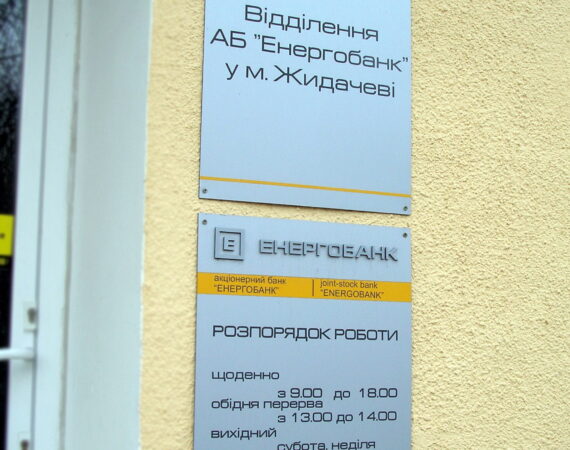 Відділення
АБ "Енергобанк"
у м. Жидачеві
ЕНЕРГОБАНК
акціонерний банк
"ЕНЕРГОБАНК"
joint-stock bank
"ENERGOBANK"
РОЗПОРЯДОК РОБОТИ
щоденно
з 9.00 до 18.00
обідня перерва
з 13.00 до 14.00
вихідний
субота, неділя